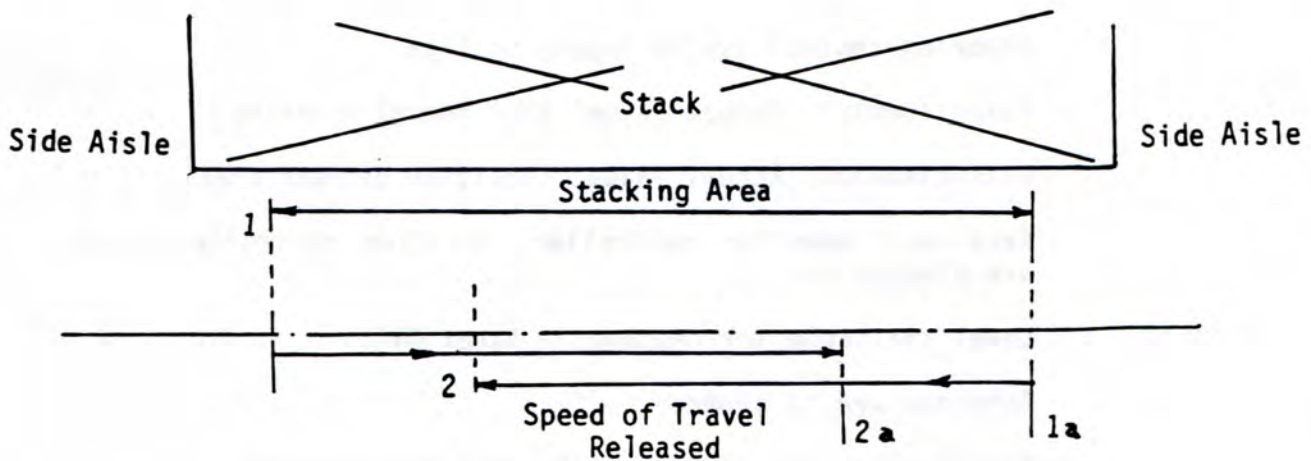 Stack
Side Aisle
Side Aisle
Stacking Area
1
2
Speed of Travel
Released
2a
1a